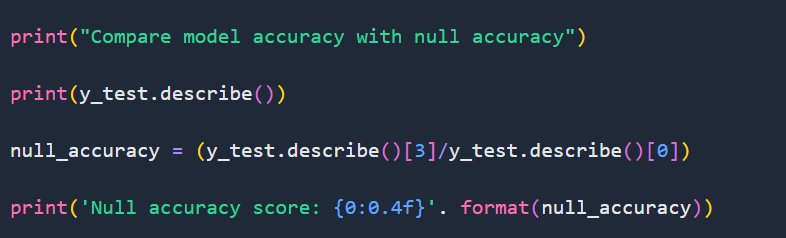 print("Compare model accuracy with null accuracy")
print(y_test.describe())
null_accuracy = (y_test.describe()[3]/y_test.describe()[0])
print('Null accuracy score: {0:0.4f}'. format(null_accuracy))